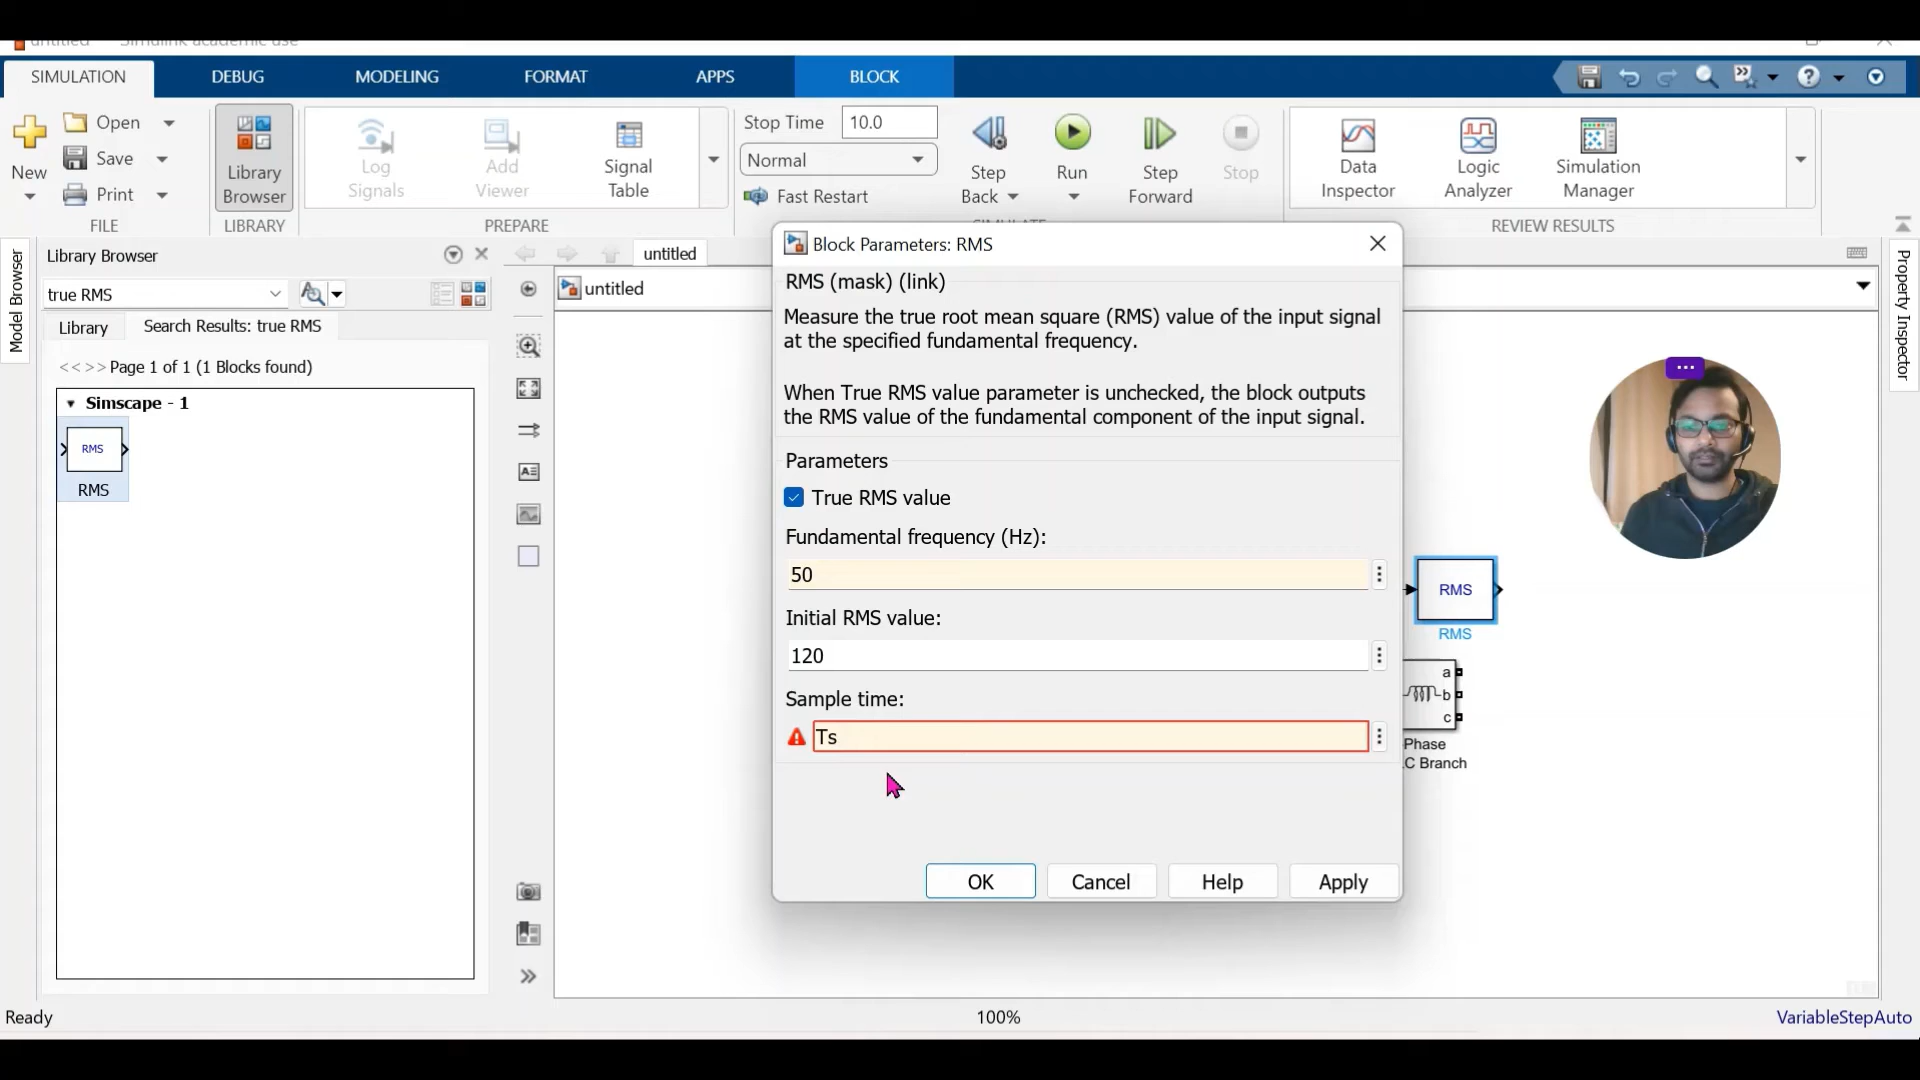 untitled - Simulink academic use
SIMULATION
DEBUG
MODELING
FORMAT
APPS
BLOCK
New
Open
Save
Print
FILE
Library
Browser
LIBRARY
Log
Signals
Add
Viewer
Signal
Table
PREPARE
Stop Time
10.0
Normal
Fast Restart
Step
Back
Run
Step
Forward
Stop
Data
Inspector
Logic
Analyzer
Simulation
Manager
REVIEW RESULTS
Model Browser
Library Browser
true RMS
Library
Search Results: true RMS
<< >> Page 1 of 1 (1 Blocks found)
Simscape - 1
RMS
RMS
untitled
untitled
Block Parameters: RMS
RMS (mask) (link)
Measure the true root mean square (RMS) value of the input signal
at the specified fundamental frequency.
When True RMS value parameter is unchecked, the block outputs
the RMS value of the fundamental component of the input signal.
Parameters
True RMS value
Fundamental frequency (Hz):
50
Initial RMS value:
120
Sample time:
Ts
OK
Cancel
Help
Apply
RMS
RMS
a
b
c
Phase
C Branch
Property Inspector
Ready
100%
VariableStepAuto